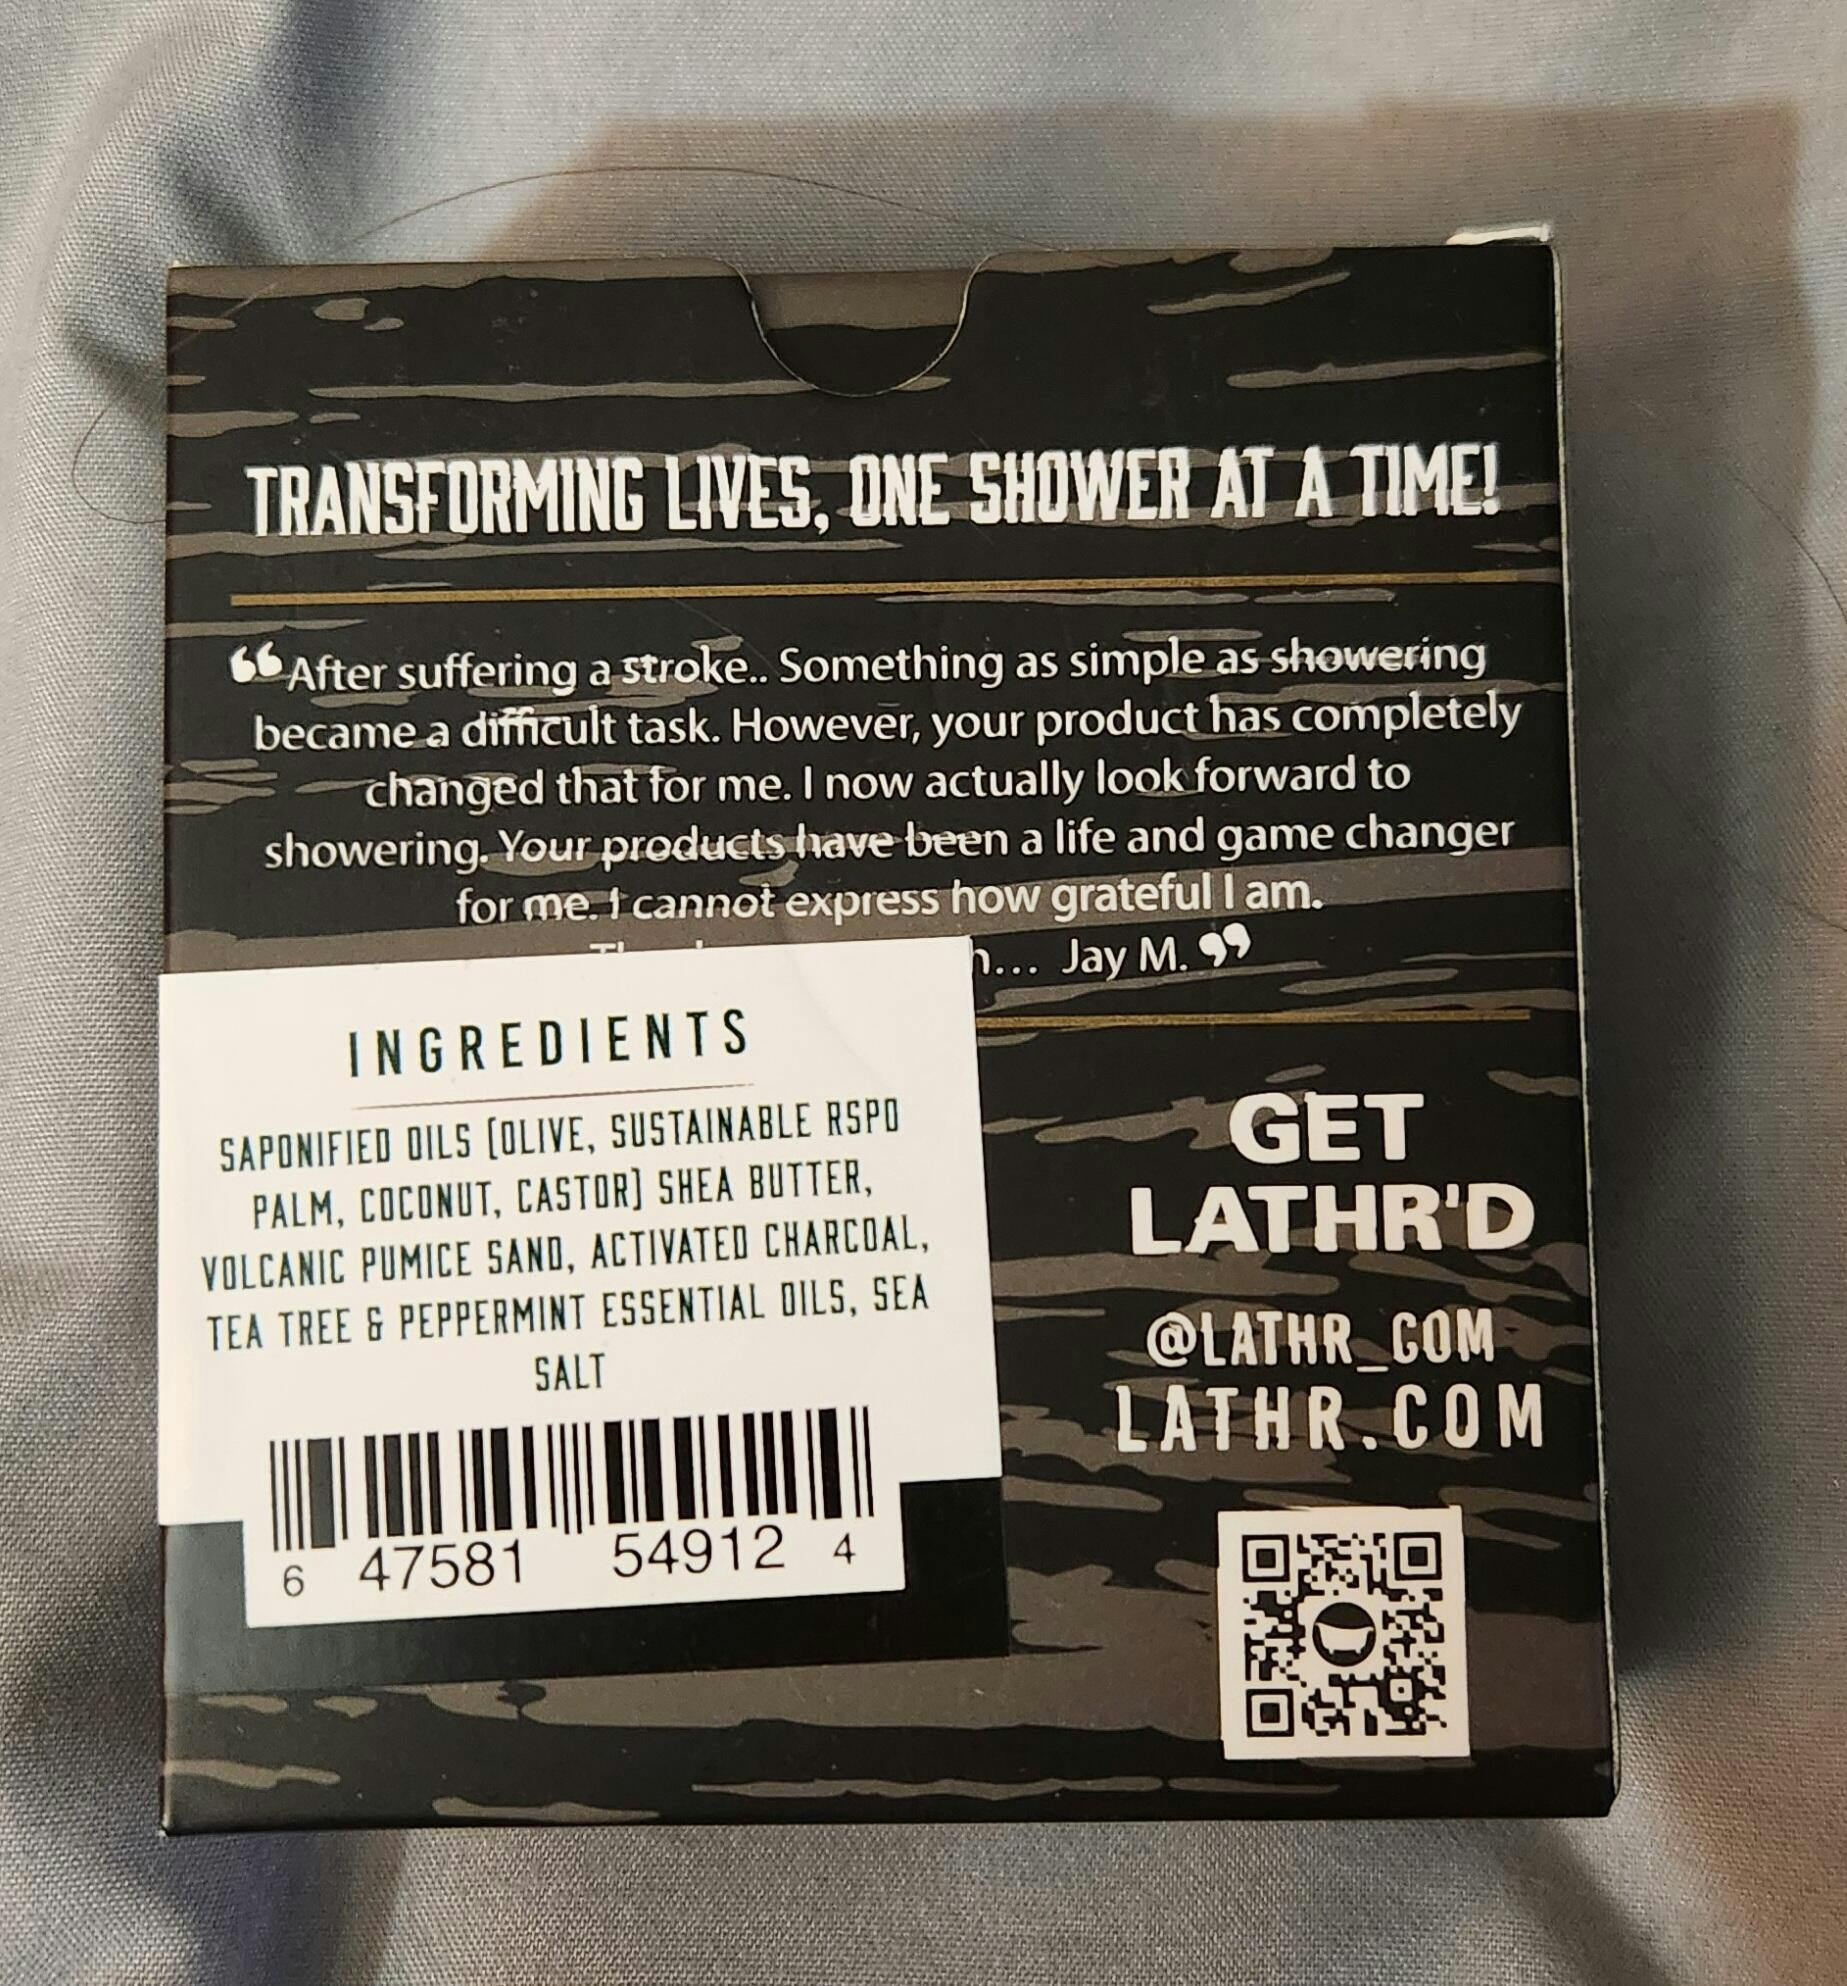 TRANSFORMING LIVES, ONE SHOWER AT A TIME!
“After suffering a stroke.. Something as simple as showering
became a difficult task. However, your product has completely
changed that for me. I now actually look forward to
showering. Your products have been a life and game changer
for me. I cannot express how grateful I am.
... Jay M.”
INGREDIENTS
SAPONIFIED OILS (OLIVE, SUSTAINABLE RSPO
PALM, COCONUT, CASTOR) SHEA BUTTER,
VOLCANIC PUMICE SAND, ACTIVATED CHARCOAL,
TEA TREE & PEPPERMINT ESSENTIAL OILS, SEA
SALT
6 47581 54912 4
GET
LATHR'D
@LATHR_COM
LATHR.COM